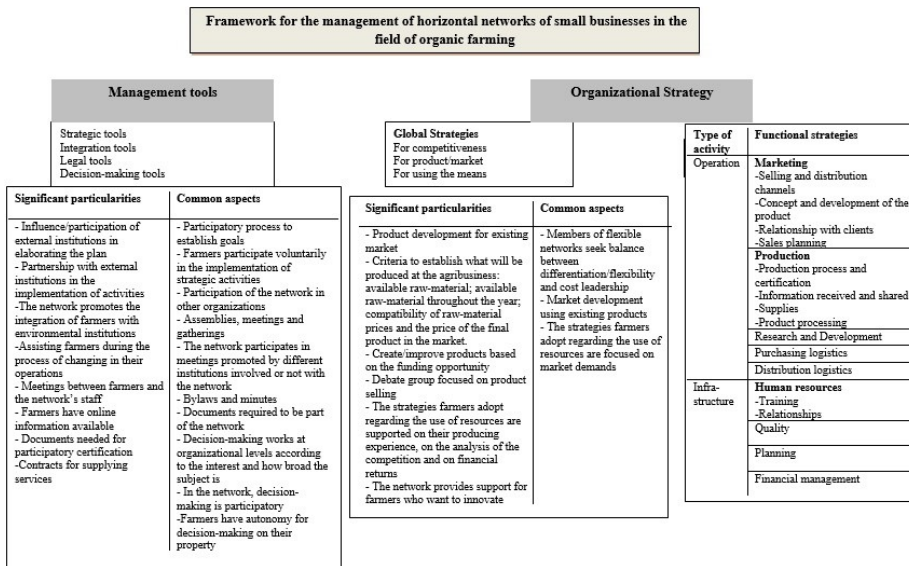 Framework for the management of horizontal networks of small businesses in the
field of organic farming
Management tools
Strategic tools
Integration tools
Legal tools
Decision-making tools
Significant particularities
- Influence/participation of
external institutions in
elaborating the plan
- Partnership with external
institutions in the
implementation of activities
-The network promotes the
integration of farmers with
environmental institutions
-Assisting farmers during the
process of changing in their
operations
- Meetings between farmers and
the network's staff
- Farmers have online
information available
- Documents needed for
participatory certification
-Contracts for supplying
services
Common aspects
- Participatory process to
establish goals
- Farmers participate voluntarily
in the implementation of
strategic activities
- Participation of the network in
other organizations
- Assemblies, meetings and
gatherings
- The network participates in
meetings promoted by different
institutions involved or not with
the network
- Bylaws and minutes
- Documents required to be part
of the network
- Decision-making works at
organizational levels according
to the interest and how broad the
subject is
- In the network, decision-
making is participatory
-Farmers have autonomy for
decision-making on their
property
Organizational Strategy
Global Strategies
For competitiveness
For product/market
For using the means
Significant particularities
- Product development for existing
market
- Criteria to establish what will be
produced at the agribusiness:
available raw-material; available
raw-material throughout the year;
compatibility of raw-material
prices and the price of the final
product in the market.
- Create/improve products based
on the funding opportunity
- Debate group focused on product
selling
- The strategies farmers adopt
regarding the use of resources are
supported on their producing
experience, on the analysis of the
competition and on financial
returns
- The network provides support for
farmers who want to innovate
Common aspects
- Members of flexible
networks seek balance
between
differentiation/flexibility
and cost leadership
- Market development
using existing products
- The strategies farmers
adopt regarding the use of
resources are focused on
market demands
Type of
activity
Functional strategies
Operation
Marketing
-Selling and distribution
channels
-Concept and development of the
product
-Relationship with clients
-Sales planning
Production
-Production process and
certification
-Information received and shared
-Supplies
-Product processing
Research and Development
Purchasing logistics
Distribution logistics
Infra-
structure
Human resources
-Training
-Relationships
Quality
Planning
Financial management